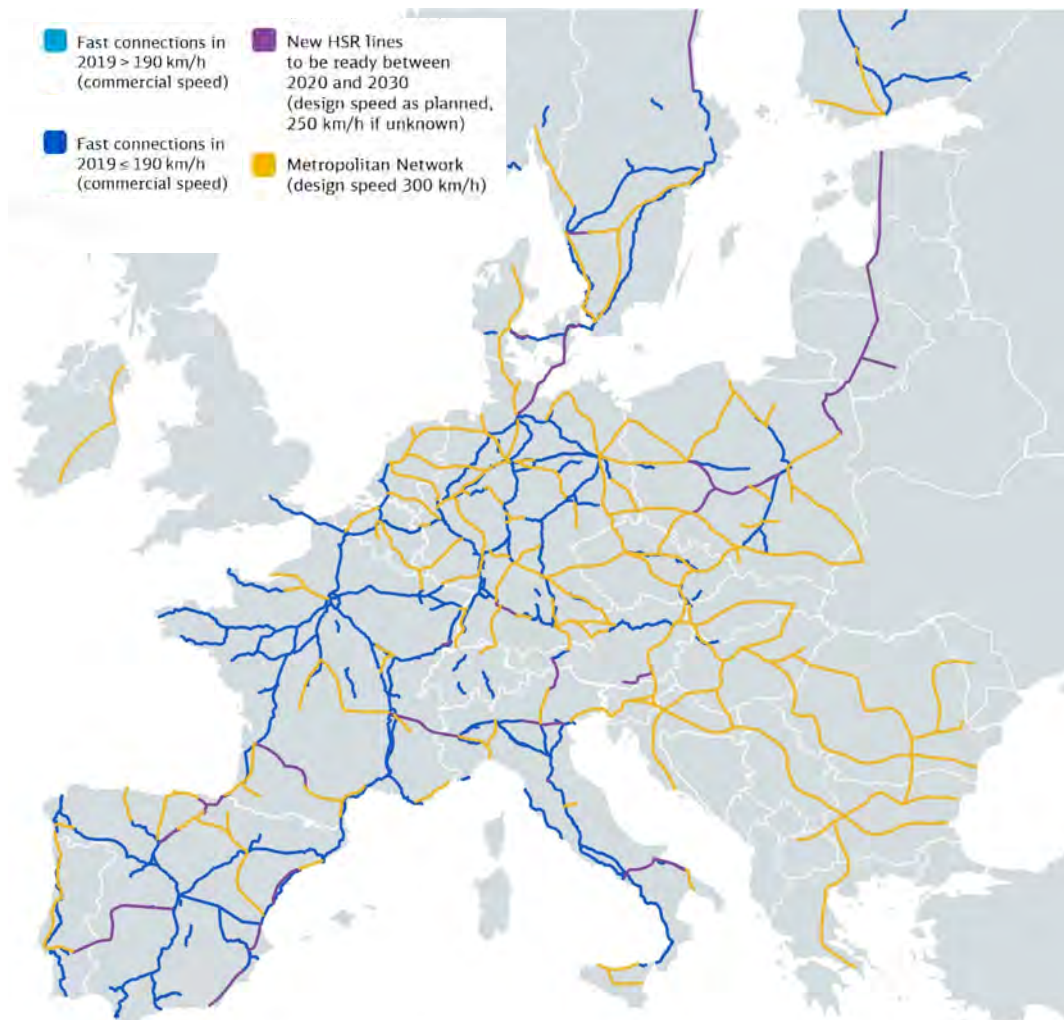 Fast connections in
2019 > 190 km/h
(commercial speed)
Fast connections in
2019 ≤ 190 km/h
(commercial speed)
New HSR lines
to be ready between
2020 and 2030
(design speed as planned,
250 km/h if unknown)
Metropolitan Network
(design speed 300 km/h)